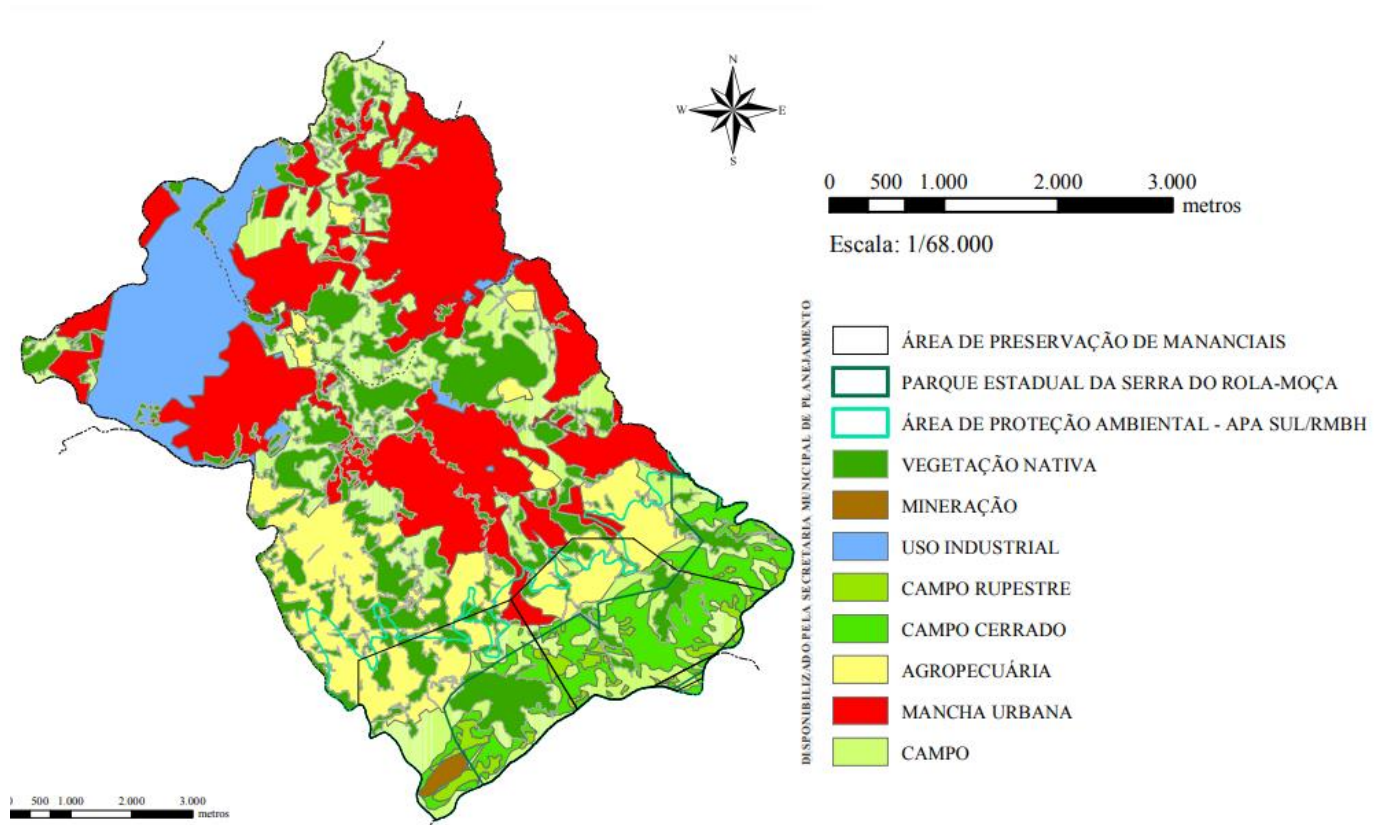 N
W
E
S
0 500 1.000 2.000 3.000
metros
Escala: 1/68.000
DISPONIBILIZADO PELA SECRETARIA MUNICIPAL DE PLANEJAMENTO
ÁREA DE PRESERVAÇÃO DE MANANCIAIS
PARQUE ESTADUAL DA SERRA DO ROLA-MOÇA
ÁREA DE PROTEÇÃO AMBIENTAL - APA SUL/RMBH
VEGETAÇÃO NATIVA
MINERAÇÃO
USO INDUSTRIAL
CAMPO RUPESTRE
CAMPO CERRADO
AGROPECUÁRIA
MANCHA URBANA
CAMPO
500 1.000 2.000 3.000
metros